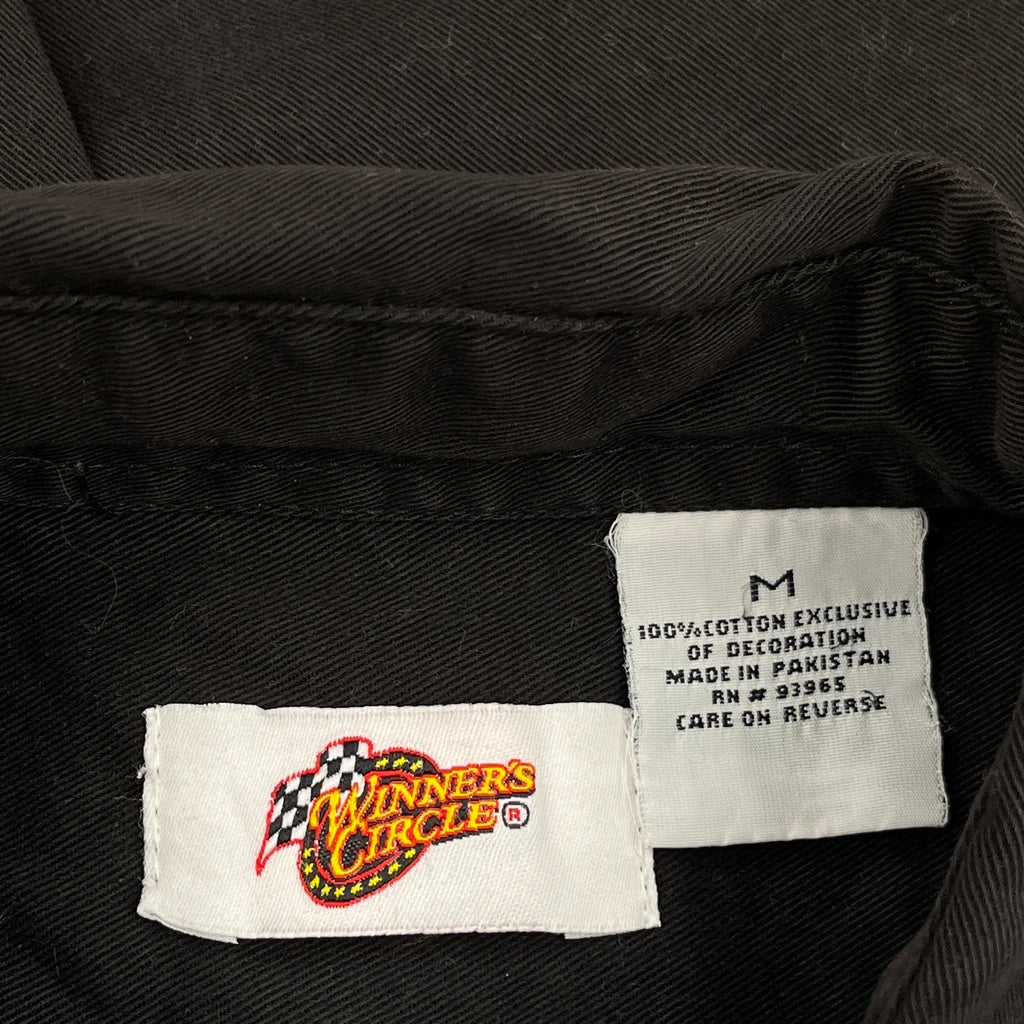 M
100%COTTON EXCLUSIVE
OF DECORATION
MADE IN PAKISTAN
RN # 93965
CARE ON REVERSE
WINNER'S
CIRCLE®